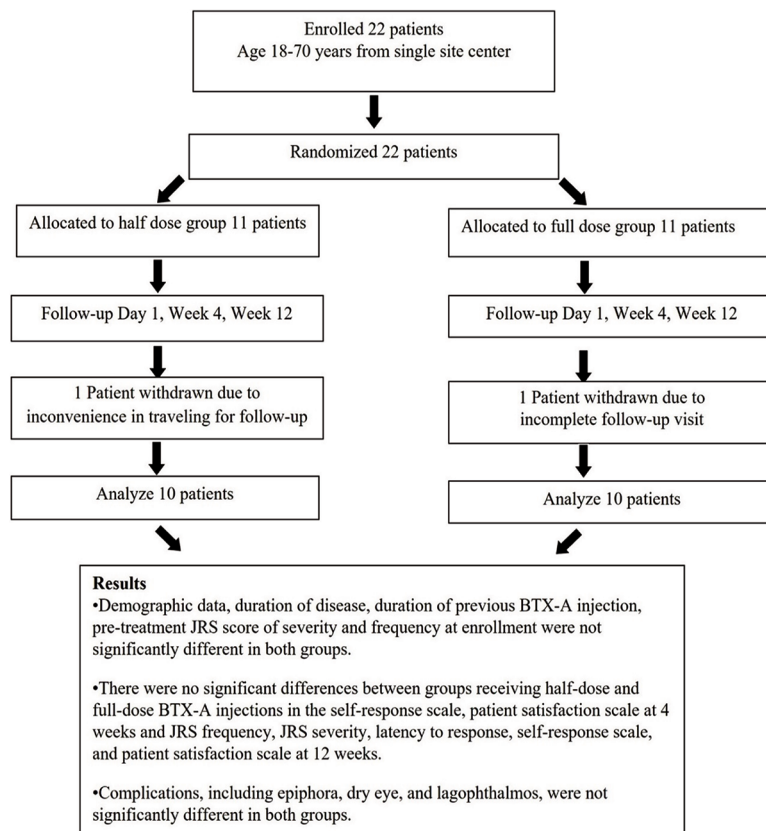 Enrolled 22 patients
Age 18-70 years from single site center
Randomized 22 patients
Allocated to half dose group 11 patients
Follow-up Day 1, Week 4, Week 12
1 Patient withdrawn due to
inconvenience in traveling for follow-up
Analyze 10 patients
Allocated to full dose group 11 patients
Follow-up Day 1, Week 4, Week 12
1 Patient withdrawn due to
incomplete follow-up visit
Analyze 10 patients
Results
•Demographic data, duration of disease, duration of previous BTX-A injection,
pre-treatment JRS score of severity and frequency at enrollment were not
significantly different in both groups.
•There were no significant differences between groups receiving half-dose and
full-dose BTX-A injections in the self-response scale, patient satisfaction scale at 4
weeks and JRS frequency, JRS severity, latency to response, self-response scale,
and patient satisfaction scale at 12 weeks.
•Complications, including epiphora, dry eye, and lagophthalmos, were not
significantly different in both groups.